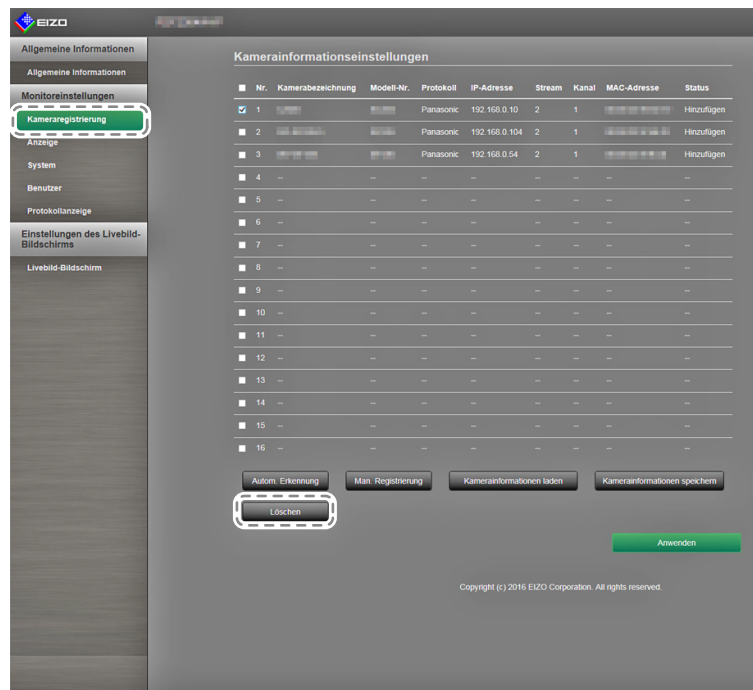 EIZO
Allgemeine Informationen
Allgemeine Informationen
Monitoreinstellungen
Kameraregistrierung
Anzeige
System
Benutzer
Protokollanzeige
Einstellungen des Livebild-
Bildschirms
Livebild-Bildschirm
Kamerainformationseinstellungen
Nr. Kamerabezeichnung Modell-Nr. Protokoll IP-Adresse Stream Kanal MAC-Adresse Status
1 Panasonic 192.168.0.10 2 1 Hinzufügen
2 Panasonic 192.168.0.104 2 1 Hinzufügen
3 Panasonic 192.168.0.54 2 1 Hinzufügen
4 -- -- -- -- -- -- -- --
5 -- -- -- -- -- -- -- --
6 -- -- -- -- -- -- -- --
7 -- -- -- -- -- -- -- --
8 -- -- -- -- -- -- -- --
9 -- -- -- -- -- -- -- --
10 -- -- -- -- -- -- -- --
11 -- -- -- -- -- -- -- --
12 -- -- -- -- -- -- -- --
13 -- -- -- -- -- -- -- --
14 -- -- -- -- -- -- -- --
15 -- -- -- -- -- -- -- --
16 -- -- -- -- -- -- -- --
Autom. Erkennung Man. Registrierung Kamerainformationen laden Kamerainformationen speichern
Löschen
Anwenden
Copyright (c) 2016 EIZO Corporation. All rights reserved.